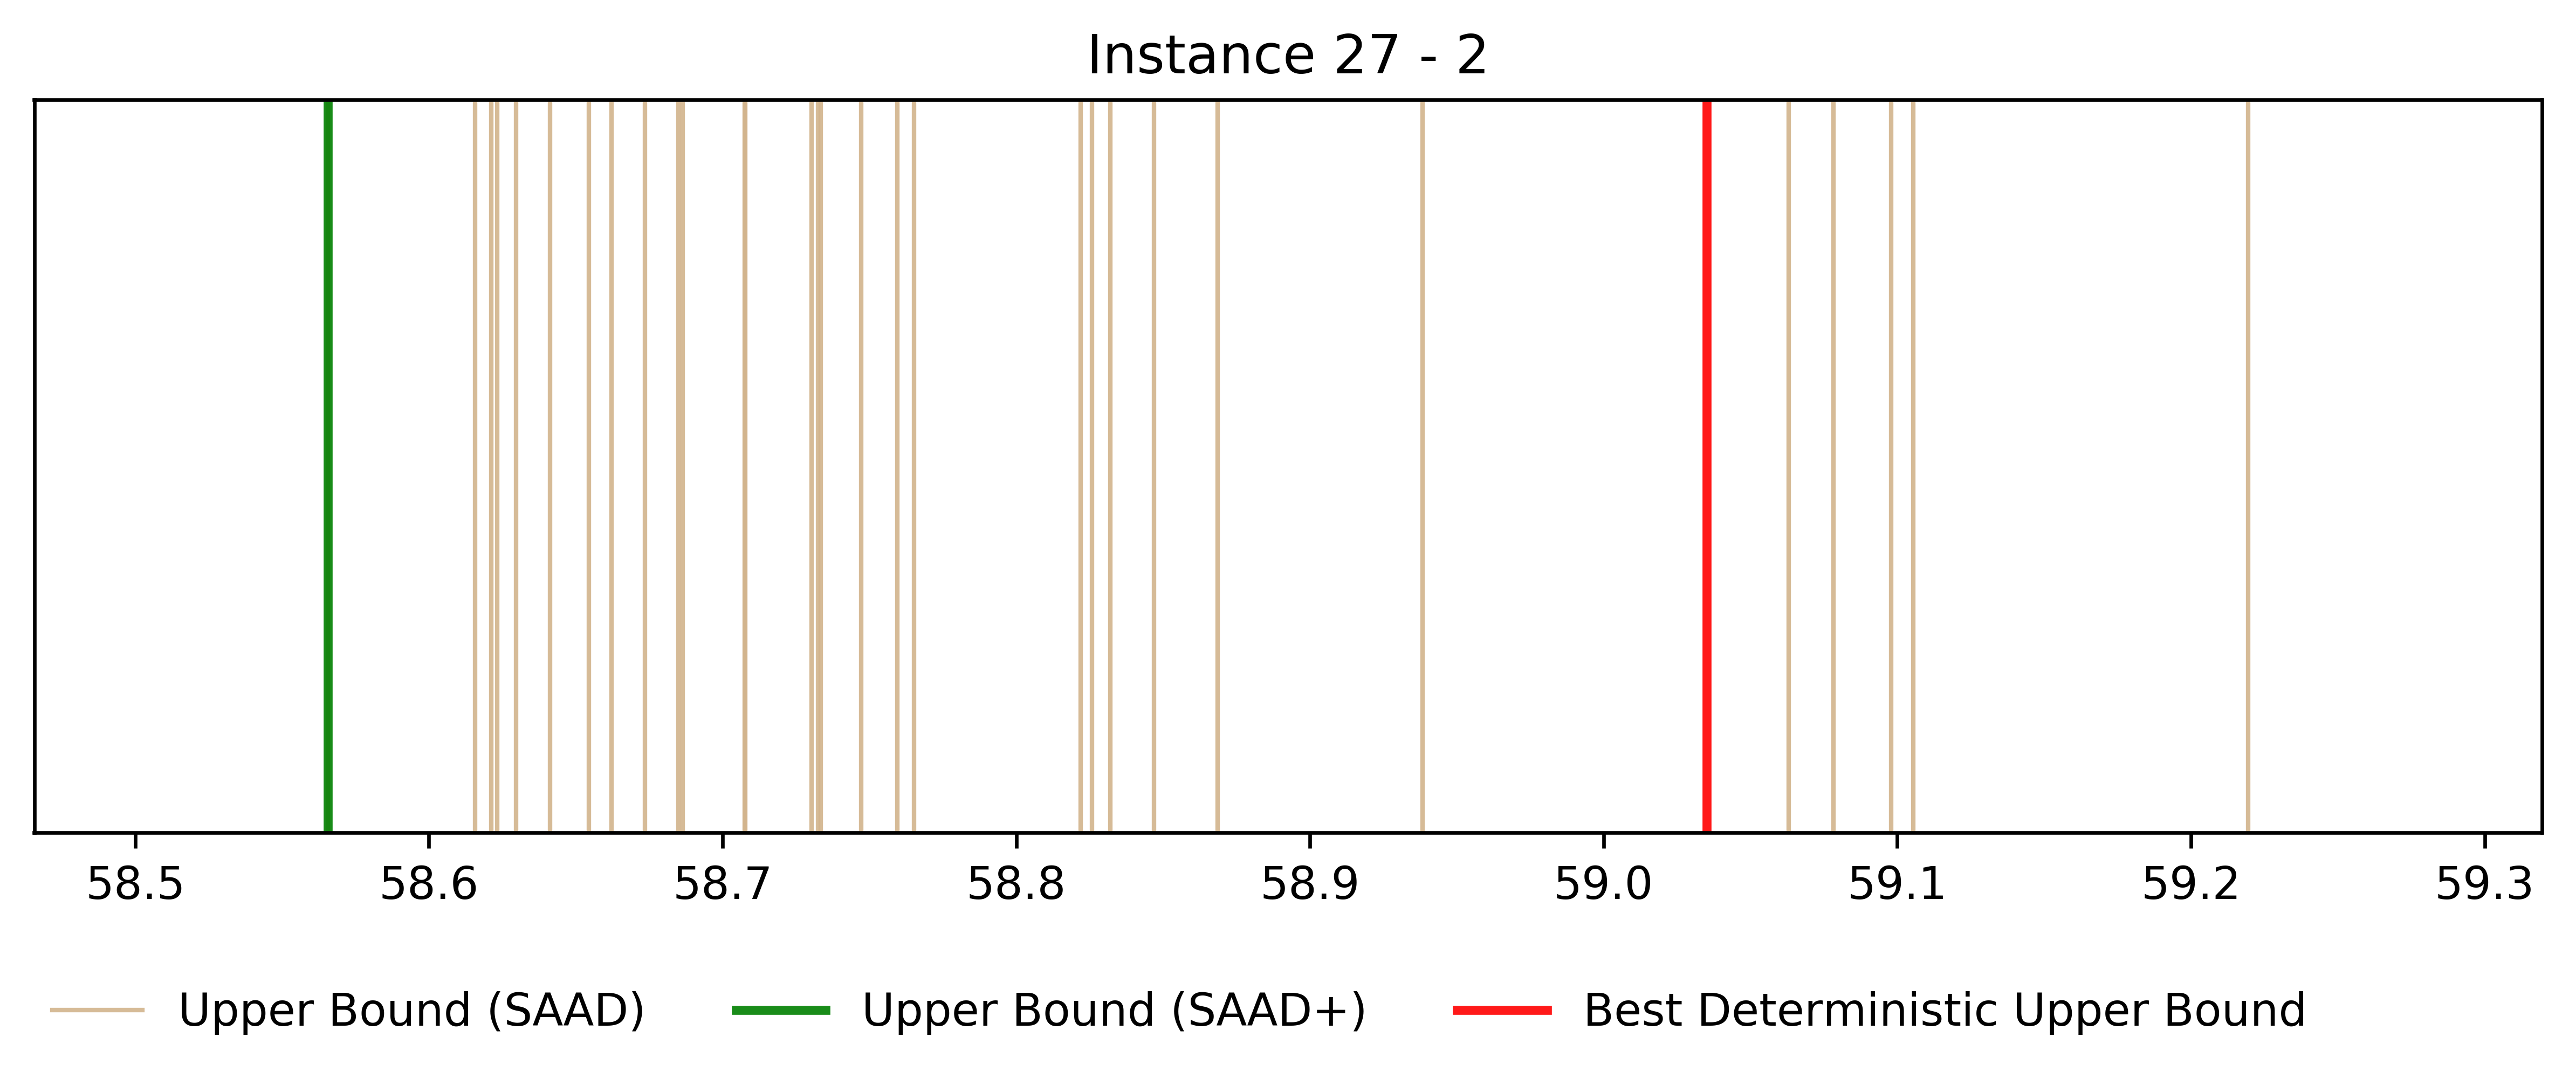 Instance 27 - 2
58.5 58.6 58.7 58.8 58.9 59.0 59.1 59.2 59.3
Upper Bound (SAAD) Upper Bound (SAAD+) Best Deterministic Upper Bound